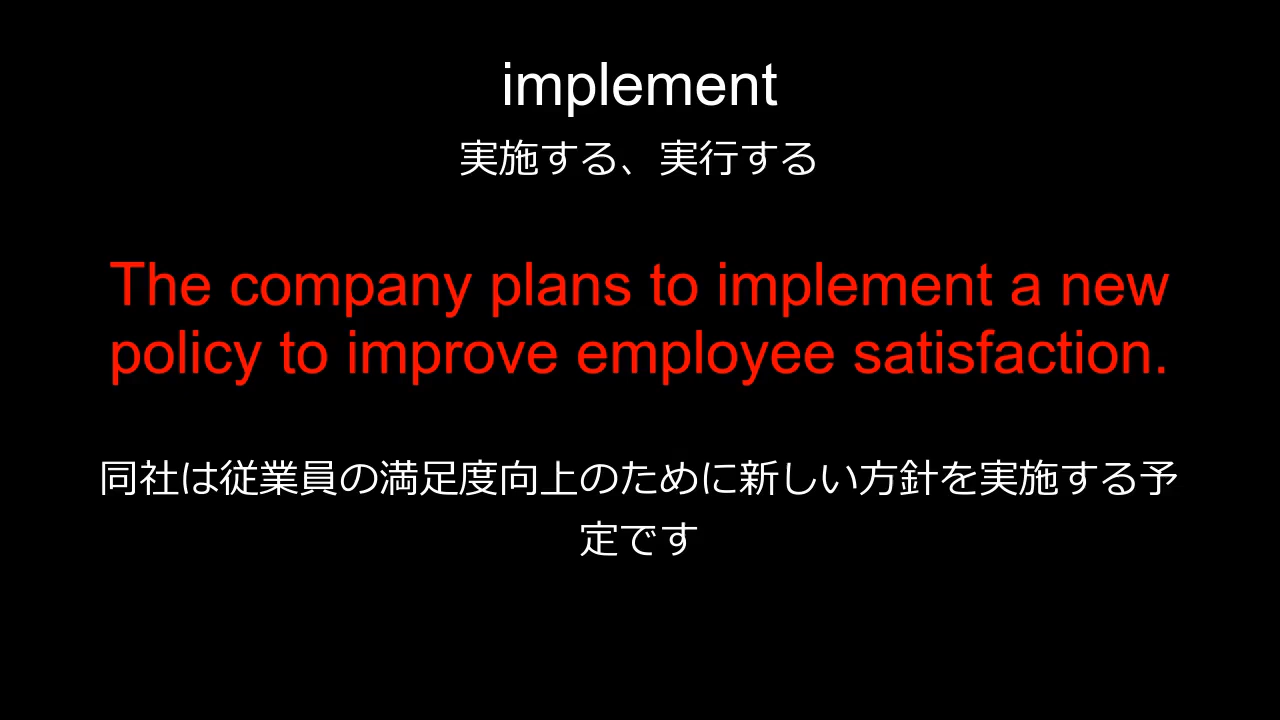 implement
実施する、実行する
The company plans to implement a new
policy to improve employee satisfaction.
同社は従業員の満足度向上のために新しい方針を実施する予
定です